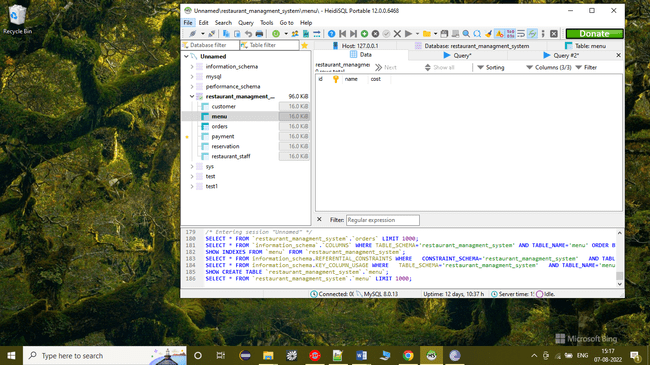 Recycle Bin
Unnamed\restaurant_managment_system\menu\ - HeidiSQL Portable 12.0.0.6468
File Edit Search Query Tools Go to Help
Donate
Database filter
Table filter
Host: 127.0.0.1
Database: restaurant_managment_system
Table: menu
Data
Query*
Query #2*
restaurant_managmen
Next
Show all
Sorting
Columns (3/3)
Filter
id
name
cost
Unnamed
information_schema
mysql
performance_schema
restaurant_managment_... 96.0 KiB
customer 16.0 KiB
menu 16.0 KiB
orders 16.0 KiB
payment 16.0 KiB
reservation 16.0 KiB
restaurant_staff 16.0 KiB
sys
test
test1
Filter: Regular expression
179 /* Entering session "Unnamed" */
180 SELECT * FROM `restaurant_managment_system`.`orders` LIMIT 1000;
181 SELECT * FROM `information_schema`.`COLUMNS` WHERE TABLE_SCHEMA='restaurant_managment_system' AND TABLE_NAME='menu' ORDER B
182 SHOW INDEXES FROM `menu` FROM `restaurant_managment_system`;
183 SELECT * FROM information_schema.REFERENTIAL_CONSTRAINTS WHERE CONSTRAINT_SCHEMA='restaurant_managment_system' AND TABL
184 SELECT * FROM information_schema.KEY_COLUMN_USAGE WHERE TABLE_SCHEMA='restaurant_managment_system' AND TABLE_NAME='menu
185 SHOW CREATE TABLE `restaurant_managment_system`.`menu`;
186 SELECT * FROM `restaurant_managment_system`.`menu` LIMIT 1000;
Connected: 0
MySQL 8.0.13
Uptime: 12 days, 10:37 h
Server time: 1
Idle.
Microsoft Bing
Type here to search
ENG
15:17
07-08-2022